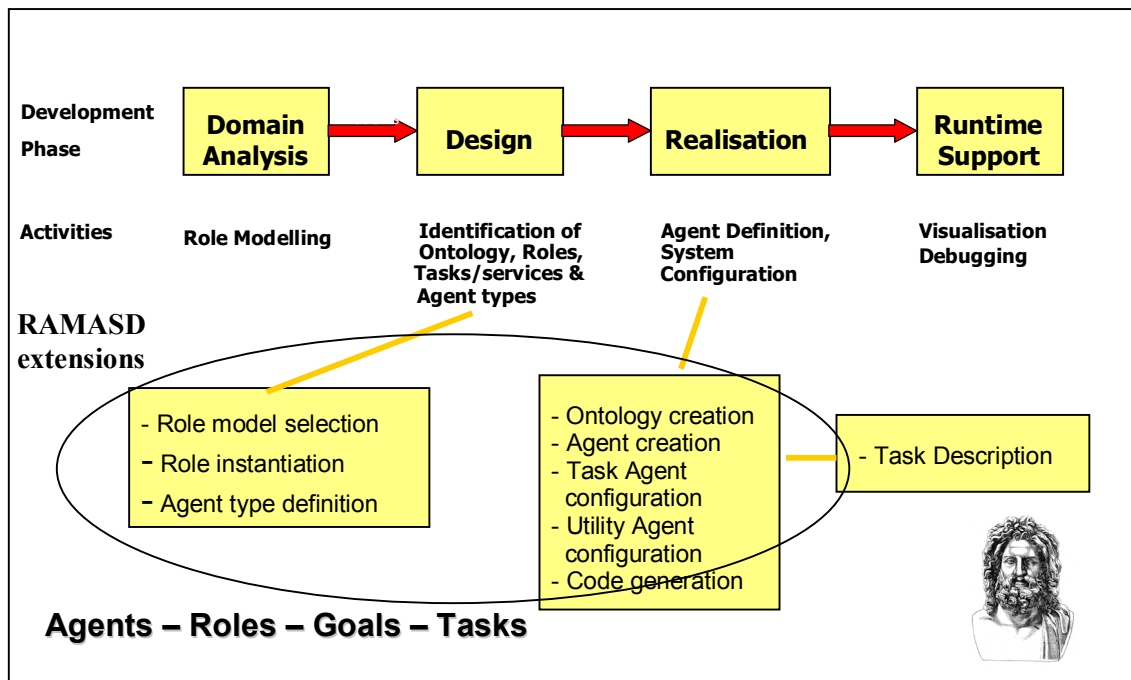 Development
Phase
Domain
Analysis
Design
Realisation
Runtime
Support
Activities
Role Modelling
Identification of
Ontology, Roles,
Tasks/services &
Agent types
Agent Definition,
System
Configuration
Visualisation
Debugging
RAMASD
extensions
- Role model selection
- Role instantiation
- Agent type definition
- Ontology creation
- Agent creation
- Task Agent
configuration
- Utility Agent
configuration
- Code generation
- Task Description
Agents – Roles – Goals – Tasks